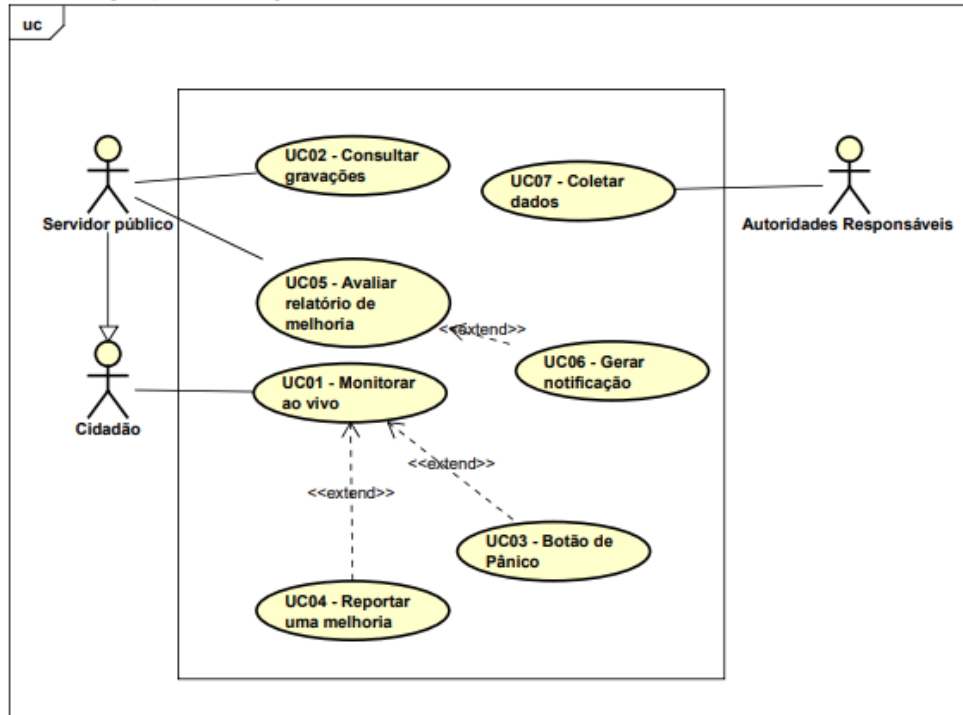 uc
UC02 - Consultar
gravações
UC07 - Coletar
dados
Servidor público
Autoridades Responsáveis
UC05 - Avaliar
relatório de
melhoria
<<extend>>
UC06 - Gerar
notificação
UC01 - Monitorar
ao vivo
Cidadão
<<extend>>
<<extend>>
UC03 - Botão de
Pânico
UC04 - Reportar
uma melhoria